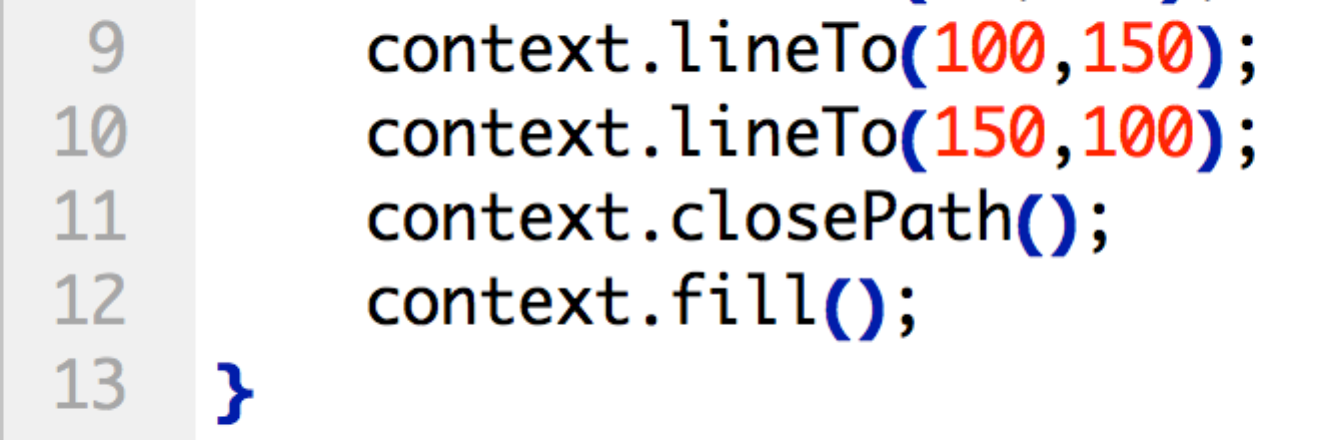 9 context.lineTo(100,150);
10 context.lineTo(150,100);
11 context.closePath();
12 context.fill();
13 }